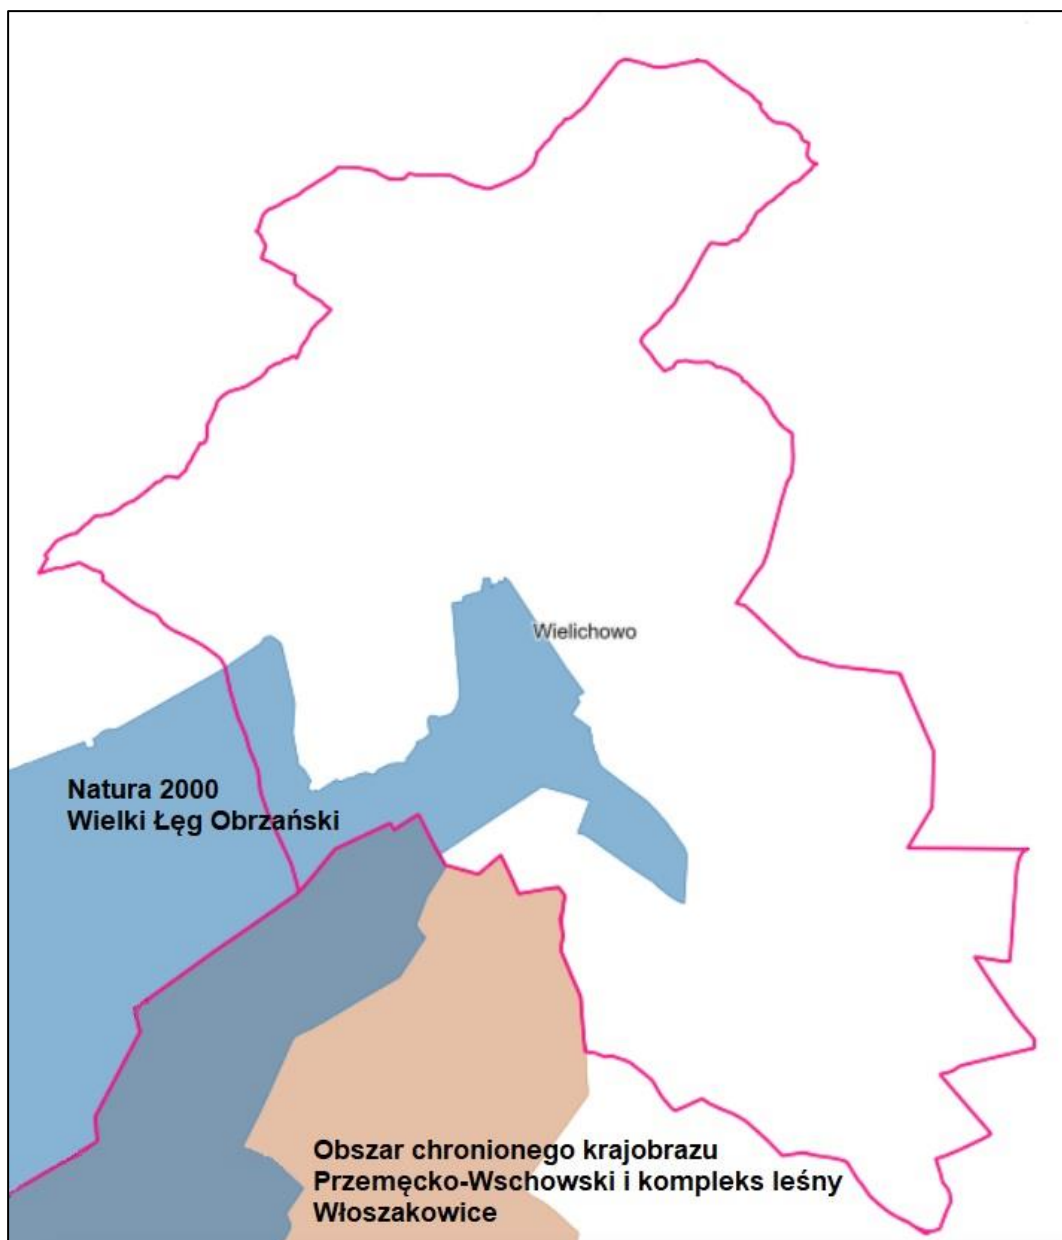 Wielichowo
Natura 2000
Wielki Łęg Obrzański
Obszar chronionego krajobrazu
Przemęcko-Wschowski i kompleks leśny
Włoszakowice